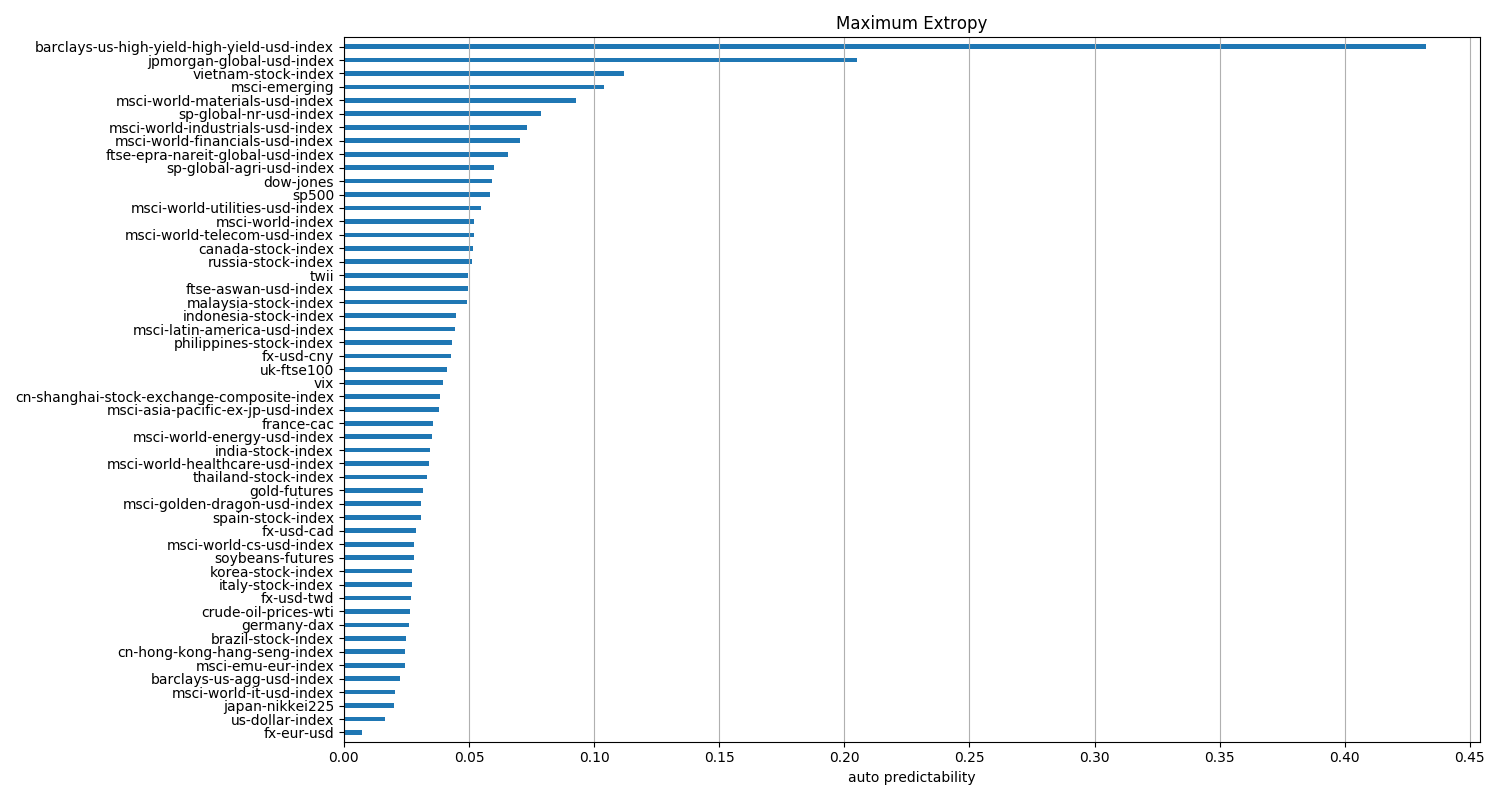 Maximum Extropy
barclays-us-high-yield-high-yield-usd-index
jpmorgan-global-usd-index
vietnam-stock-index
msci-emerging
msci-world-materials-usd-index
sp-global-nr-usd-index
msci-world-industrials-usd-index
msci-world-financials-usd-index
ftse-epra-nareit-global-usd-index
sp-global-agri-usd-index
dow-jones
sp500
msci-world-utilities-usd-index
msci-world-index
msci-world-telecom-usd-index
canada-stock-index
russia-stock-index
twii
ftse-aswan-usd-index
malaysia-stock-index
indonesia-stock-index
msci-latin-america-usd-index
philippines-stock-index
fx-usd-cny
uk-ftse100
vix
cn-shanghai-stock-exchange-composite-index
msci-asia-pacific-ex-jp-usd-index
france-cac
msci-world-energy-usd-index
india-stock-index
msci-world-healthcare-usd-index
thailand-stock-index
gold-futures
msci-golden-dragon-usd-index
spain-stock-index
fx-usd-cad
msci-world-cs-usd-index
soybeans-futures
korea-stock-index
italy-stock-index
fx-usd-twd
crude-oil-prices-wti
germany-dax
brazil-stock-index
cn-hong-kong-hang-seng-index
msci-emu-eur-index
barclays-us-agg-usd-index
msci-world-it-usd-index
japan-nikkei225
us-dollar-index
fx-eur-usd
0.00 0.05 0.10 0.15 0.20 0.25 0.30 0.35 0.40 0.45
auto predictability